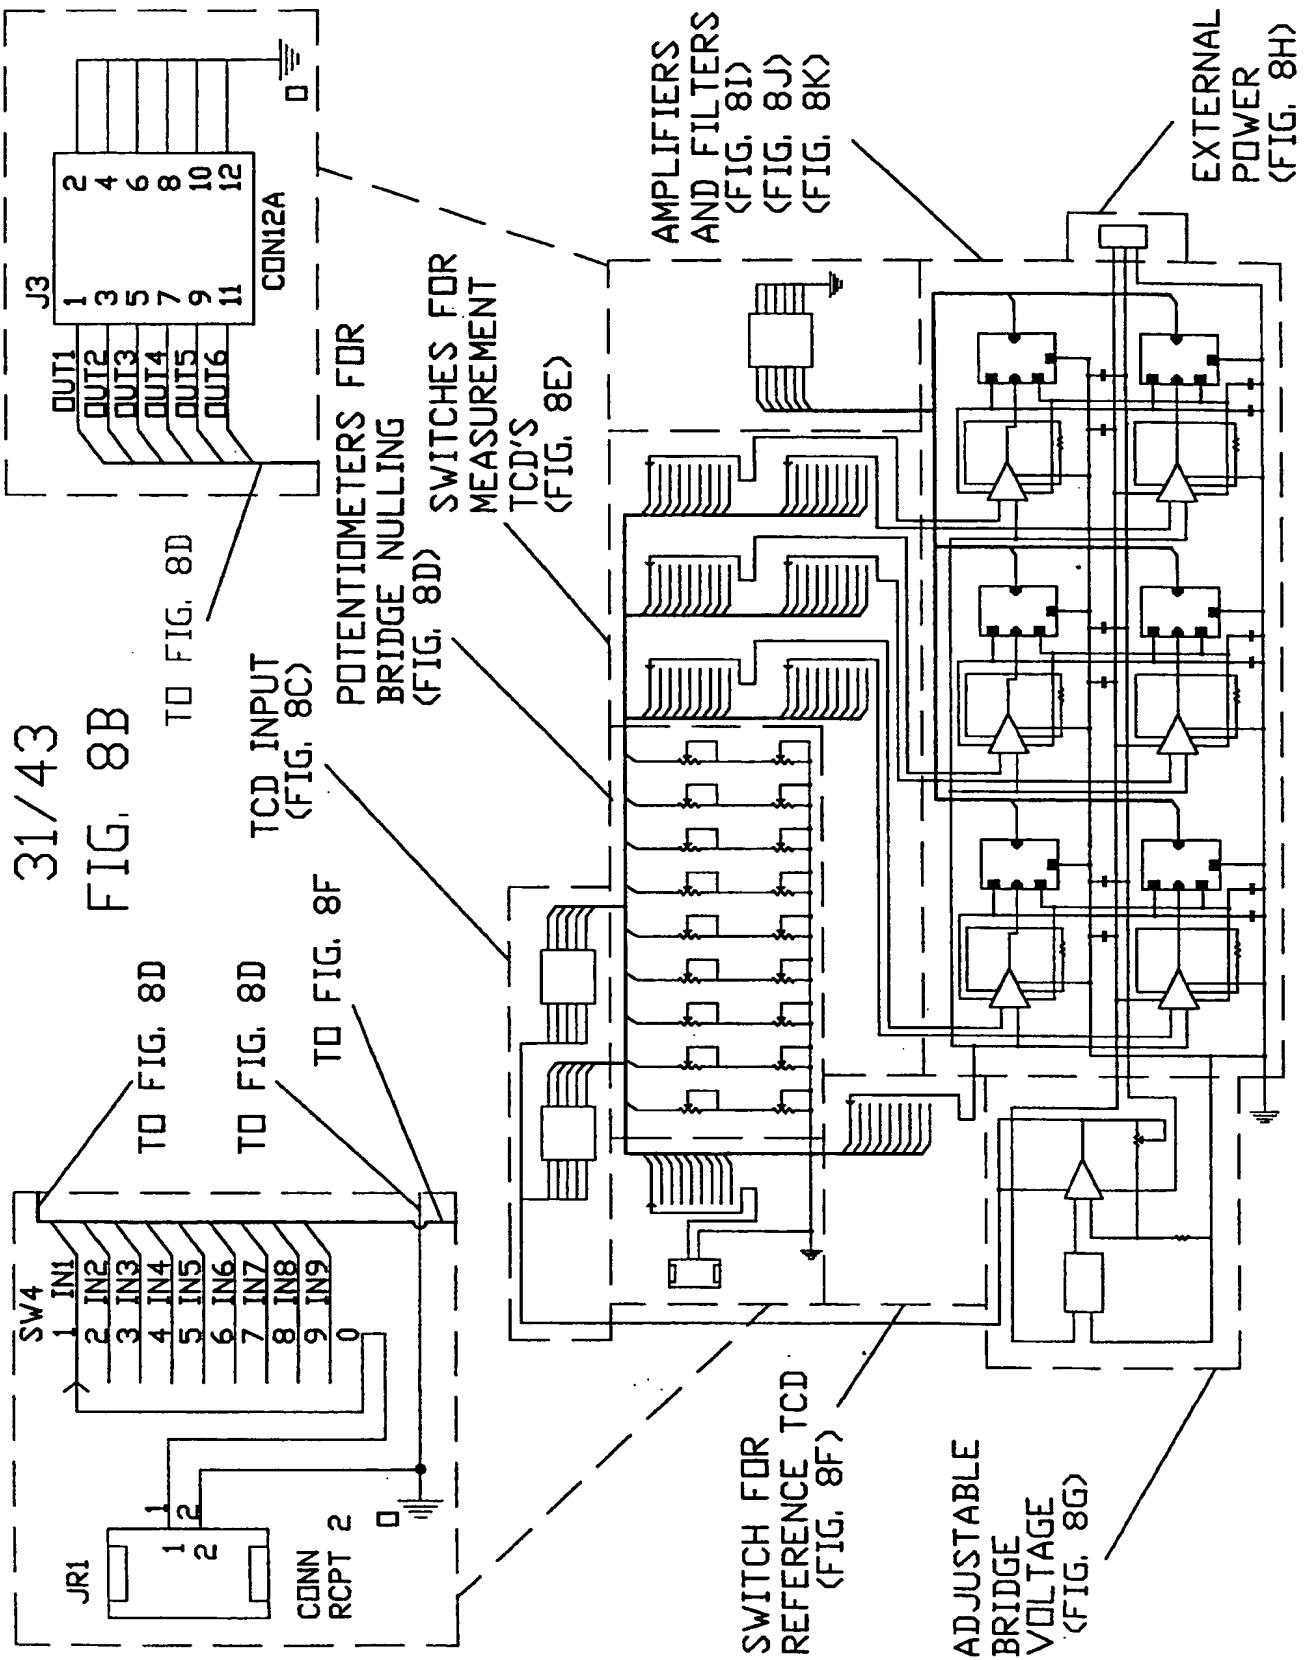 31/43
FIG. 8B
SW4
1 IN1
2 IN2
3 IN3
4 IN4
5 IN5
6 IN6
7 IN7
8 IN8
9 IN9
0
JR1
1
2
1
2
CONN
RCPT 2
0
TO FIG. 8D
TO FIG. 8D
TO FIG. 8F
J3
OUT1 1 2
OUT2 3 4
OUT3 5 6
OUT4 7 8
OUT5 9 10
OUT6 11 12
CON12A
0
TO FIG. 8D
TCD INPUT
(FIG. 8C)
POTENTIOMETERS FOR
BRIDGE NULLING
(FIG. 8D)
SWITCHES FOR
MEASUREMENT
TCD'S
(FIG. 8E)
AMPLIFIERS
AND FILTERS
(FIG. 8I)
(FIG. 8J)
(FIG. 8K)
SWITCH FOR
REFERENCE TCD
(FIG. 8F)
ADJUSTABLE
BRIDGE
VOLTAGE
(FIG. 8G)
EXTERNAL
POWER
(FIG. 8H)